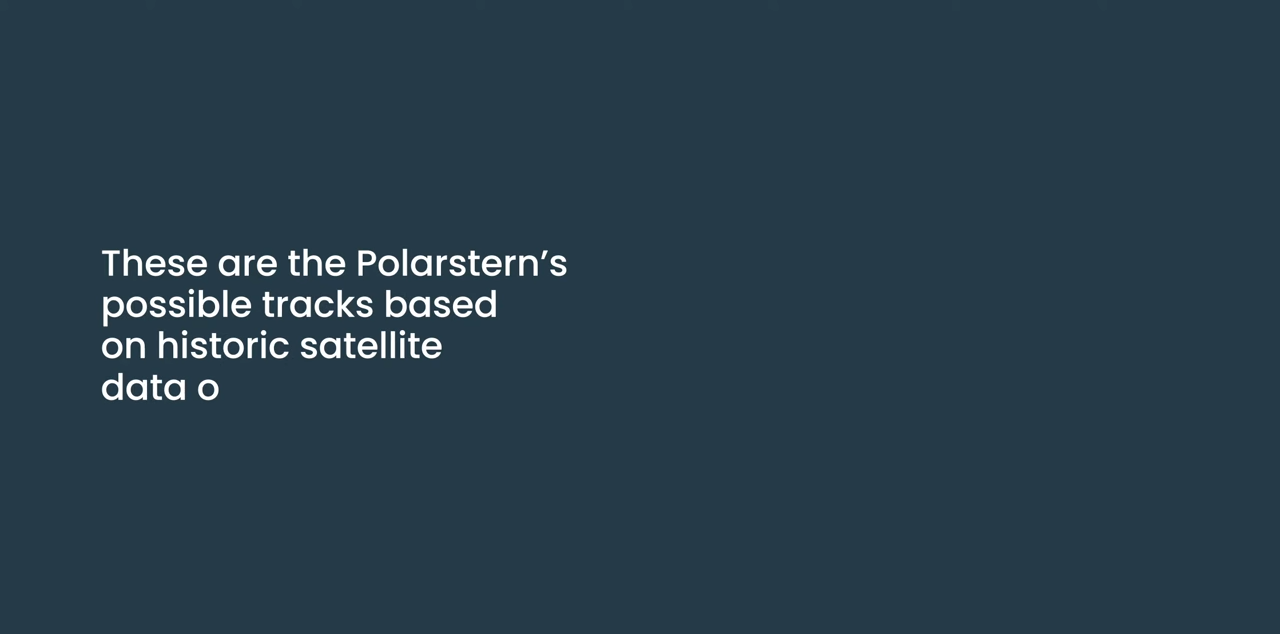 These are the Polarstern’s
possible tracks based
on historic satellite
data o